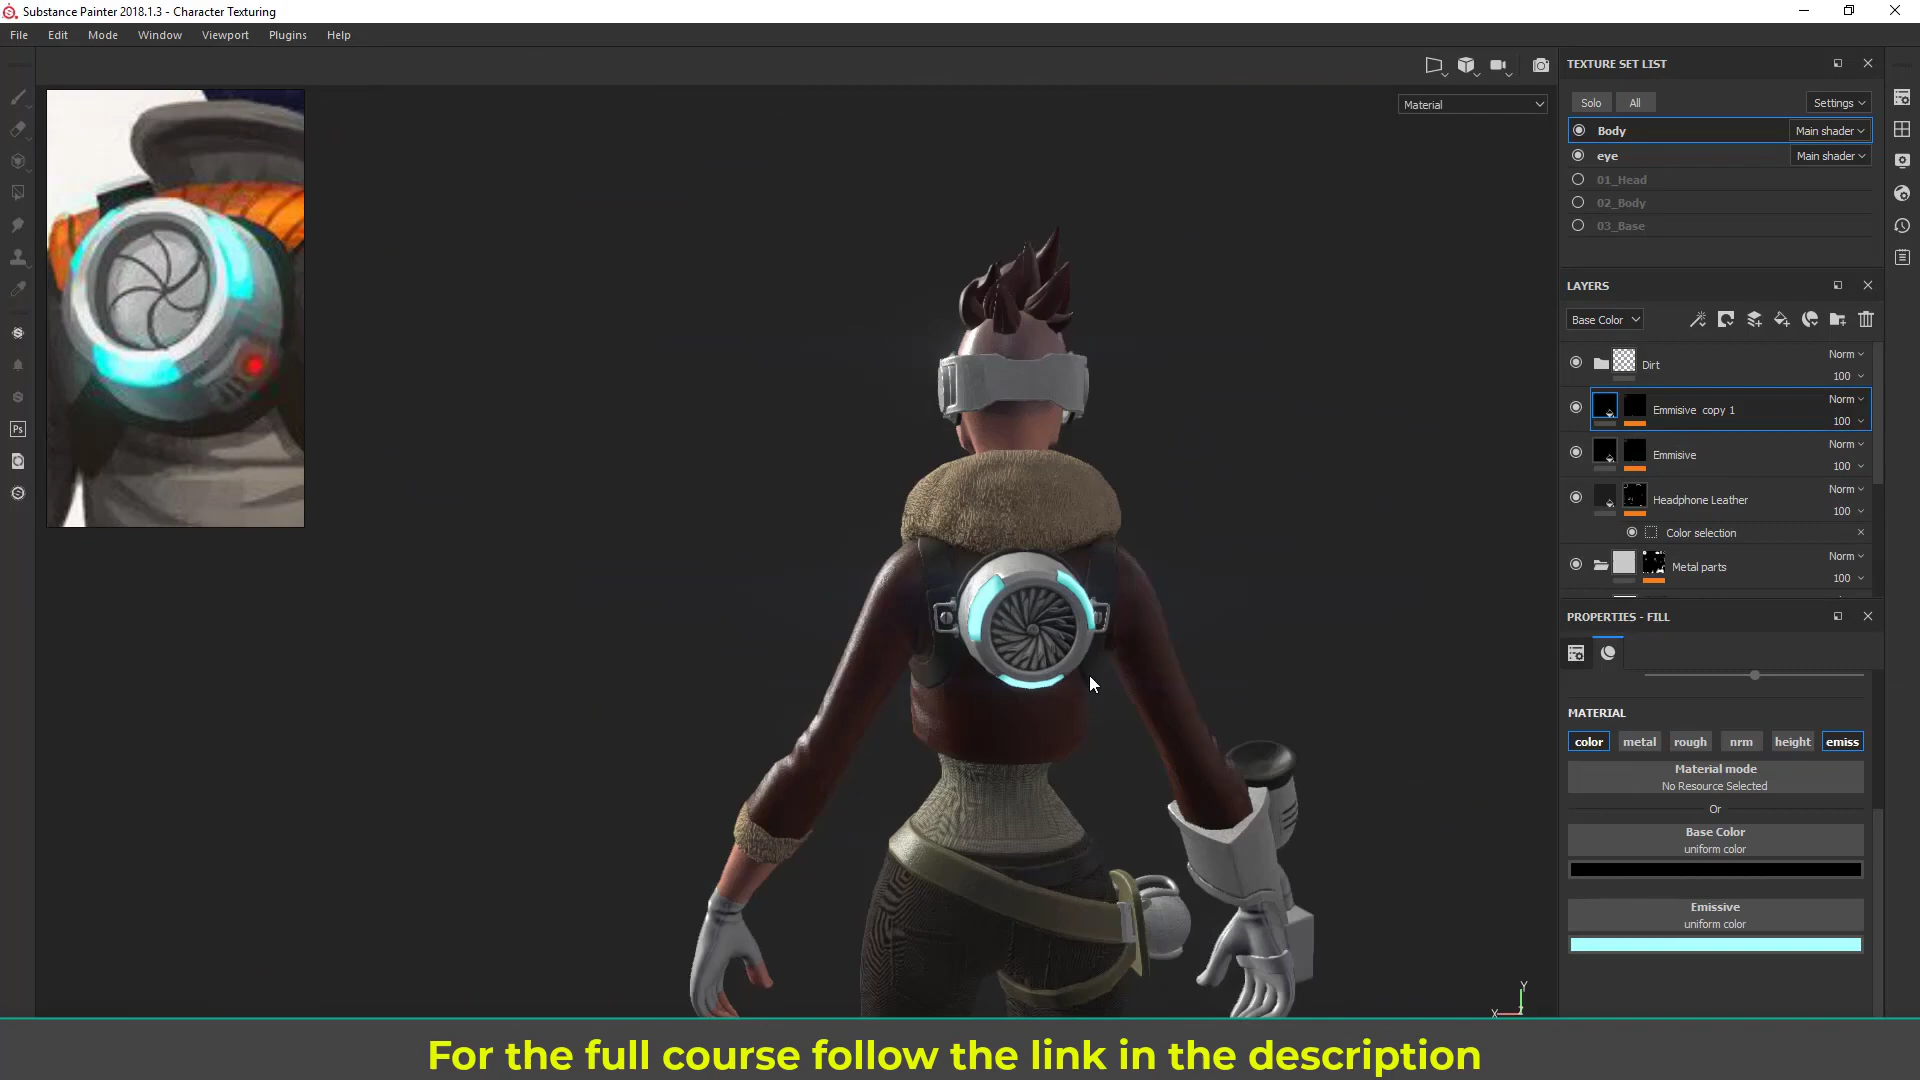 Substance Painter 2018.1.3 - Character Texturing
File Edit Mode Window Viewport Plugins Help
Material
TEXTURE SET LIST
Solo All Settings
Body Main shader
eye Main shader
01_Head
02_Body
03_Base
LAYERS
Base Color
Dirt Norm
100
Emmisive copy 1 Norm
100
Emmisive Norm
100
Headphone Leather Norm
100
Color selection
Metal parts Norm
100
PROPERTIES - FILL
MATERIAL
color metal rough nrm height emiss
Material mode
No Resource Selected
Or
Base Color
uniform color
Emissive
uniform color
Ps
Y
X
For the full course follow the link in the description